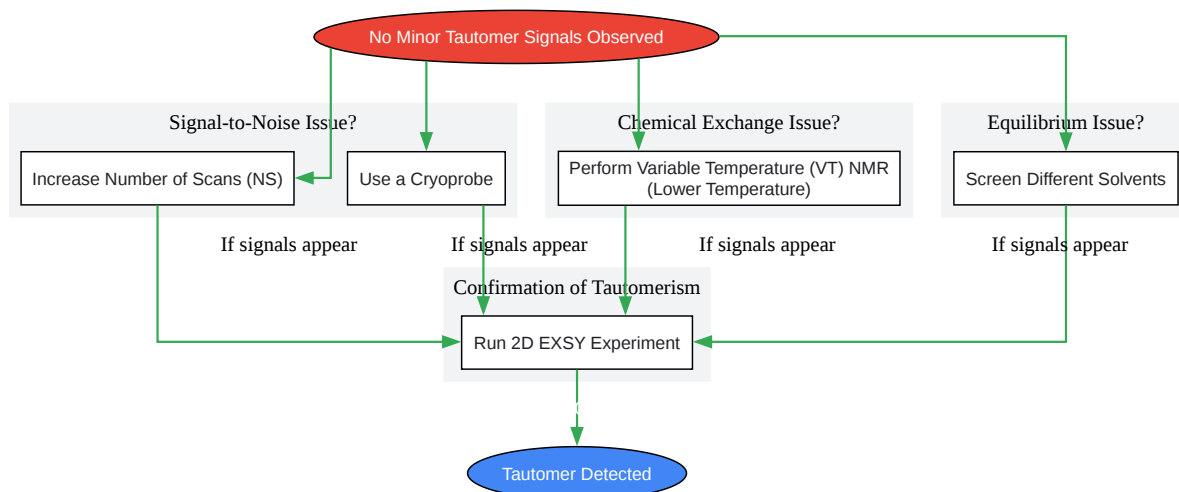 No Minor Tautomer Signals Observed
Signal-to-Noise Issue?
Chemical Exchange Issue?
Equilibrium Issue?
Increase Number of Scans (NS)
Use a Cryoprobe
Perform Variable Temperature (VT) NMR
(Lower Temperature)
Screen Different Solvents
If signals appear
If signals appear
If signals appear
If signals appear
Confirmation of Tautomerism
Run 2D EXSY Experiment
Tautomer Detected